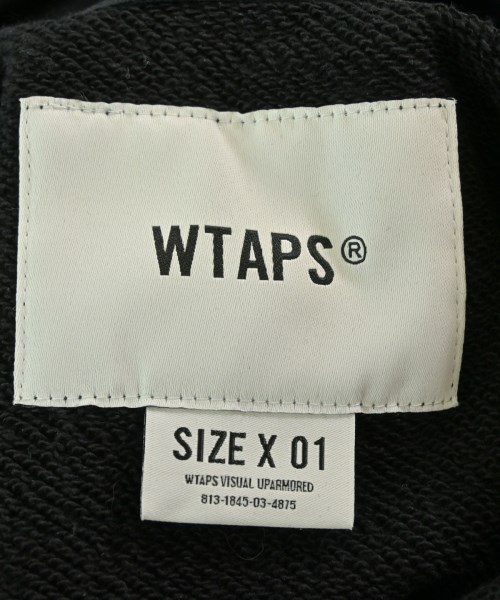 WTAPS®
SIZE X 01
WTAPS VISUAL UPARMORED
813-1845-03-4875